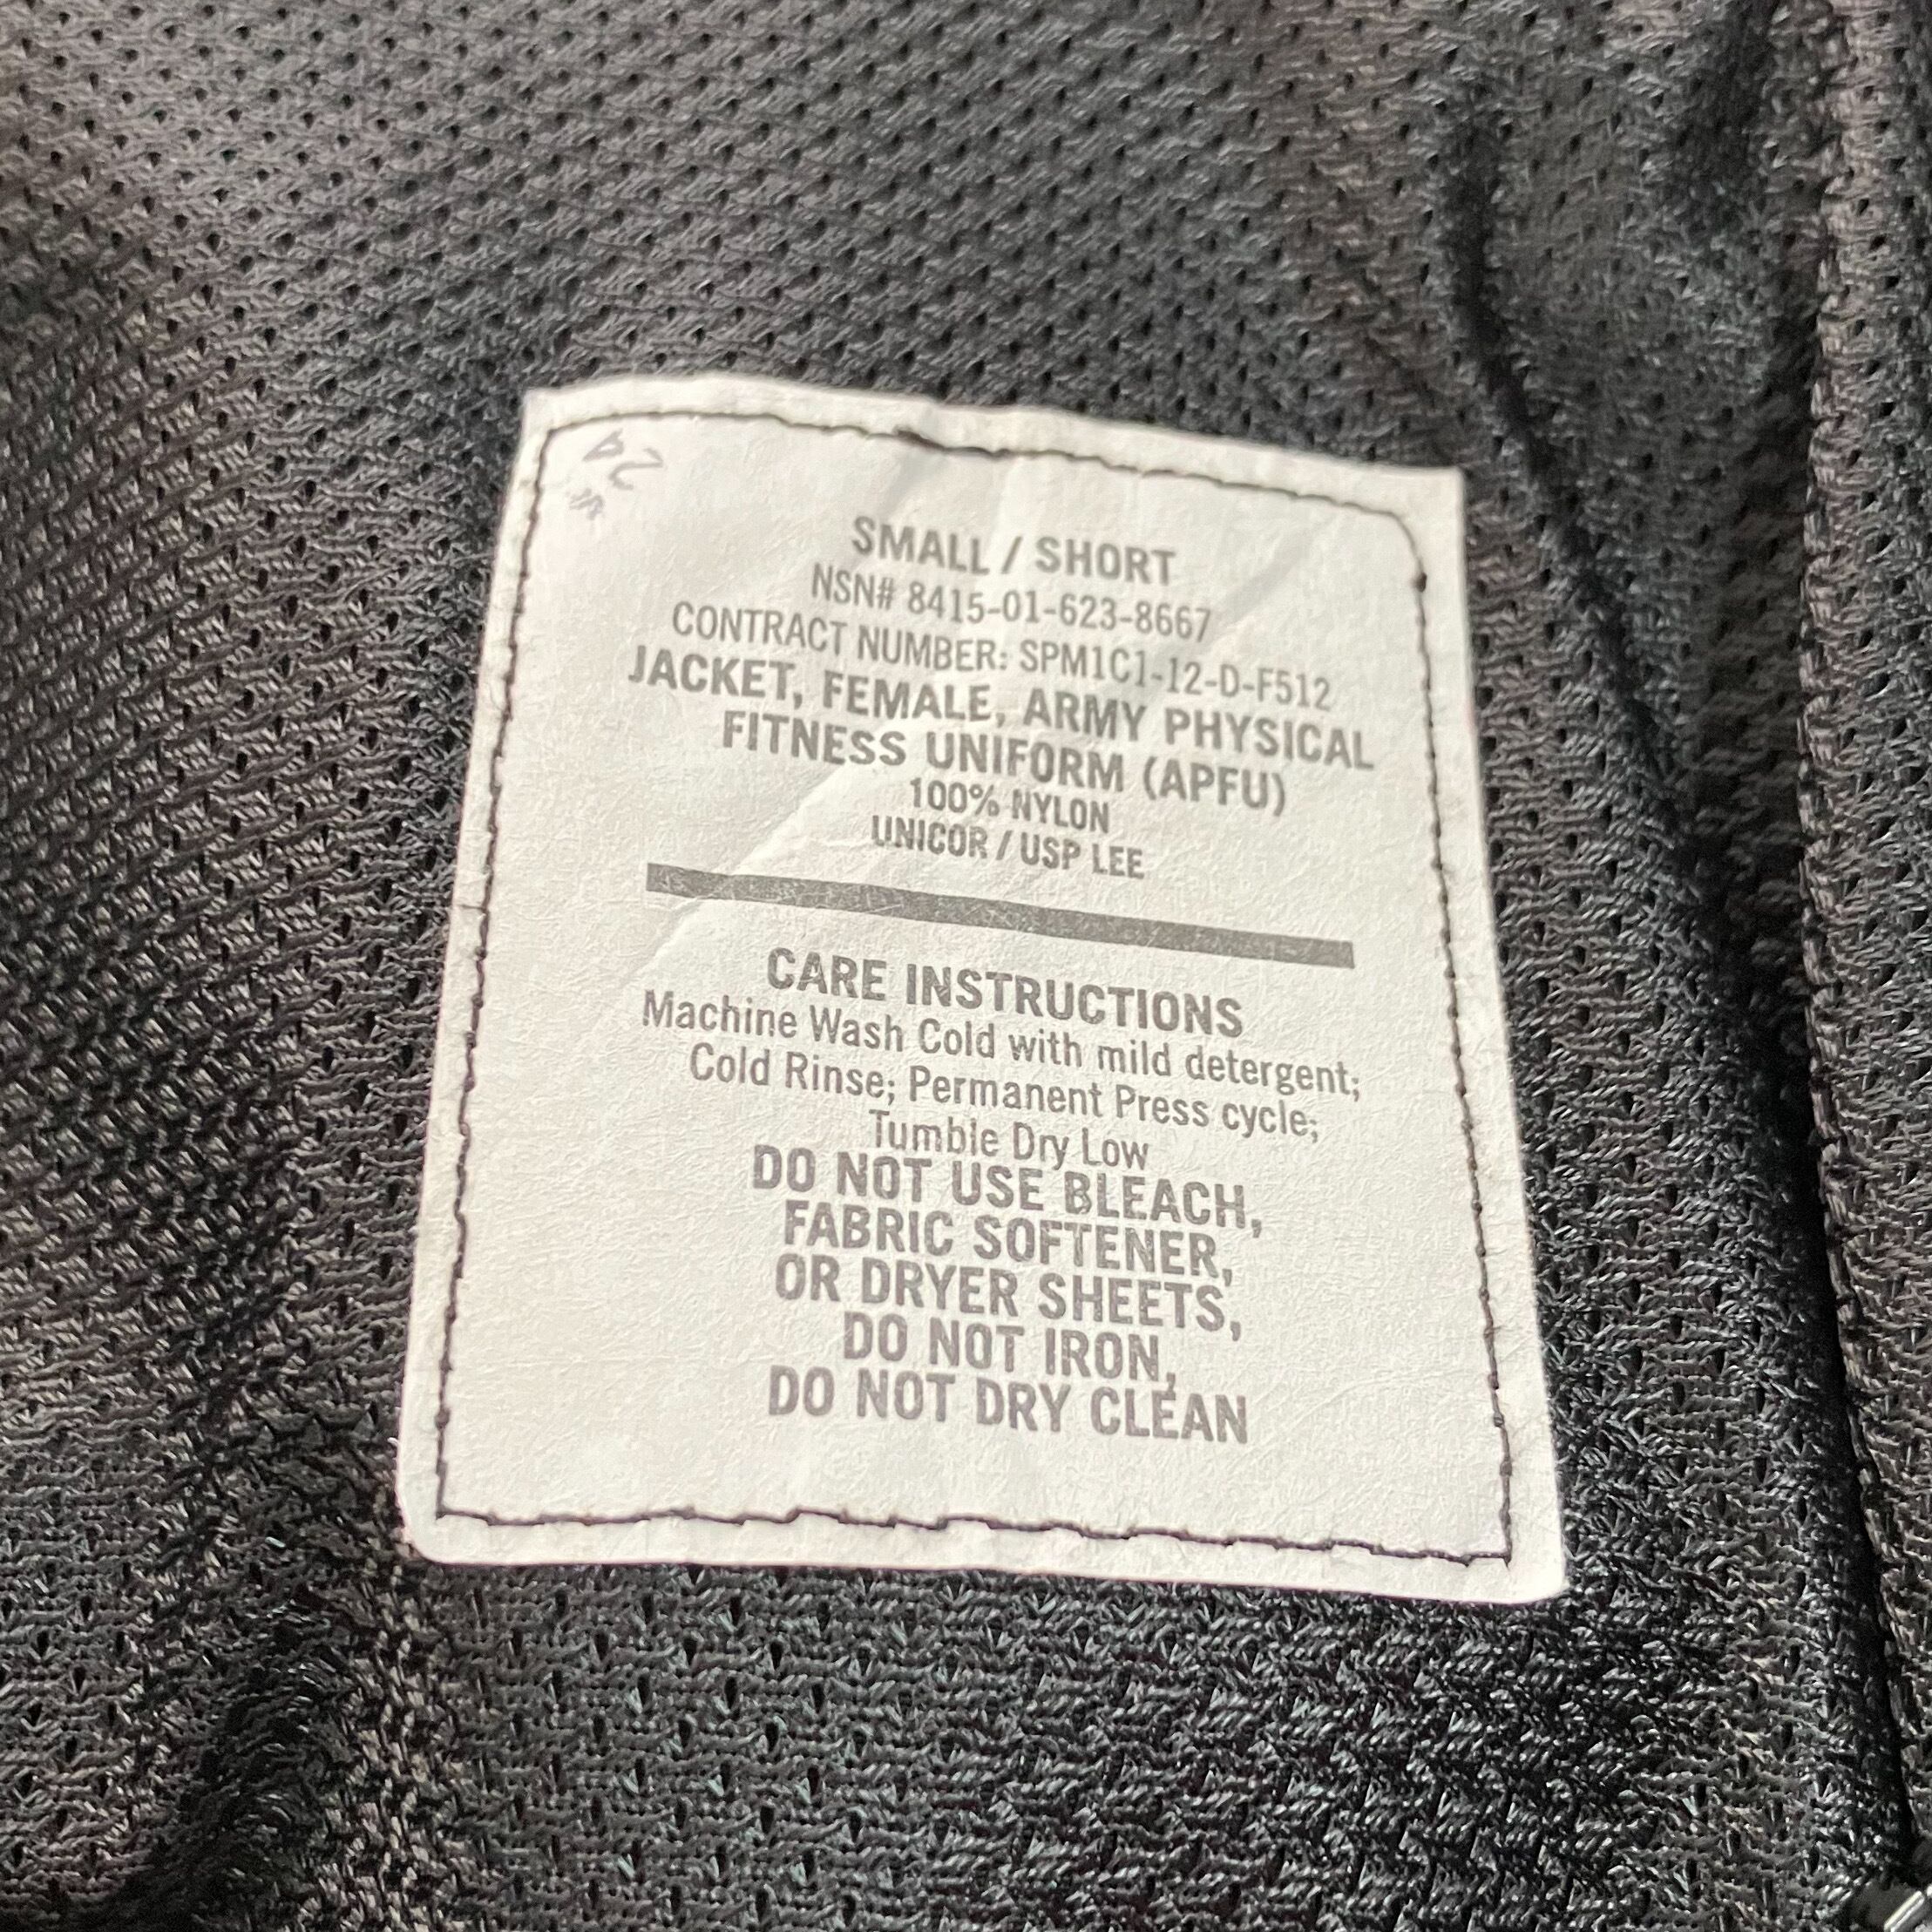 SMALL / SHORT
NSN# 8415-01-623-8667
CONTRACT NUMBER: SPM1C1-12-D-F512
JACKET, FEMALE, ARMY PHYSICAL
FITNESS UNIFORM (APFU)
100% NYLON
UNICOR / USP LEE
CARE INSTRUCTIONS
Machine Wash Cold with mild detergent;
Cold Rinse; Permanent Press cycle;
Tumble Dry Low
DO NOT USE BLEACH,
FABRIC SOFTENER,
OR DRYER SHEETS,
DO NOT IRON,
DO NOT DRY CLEAN